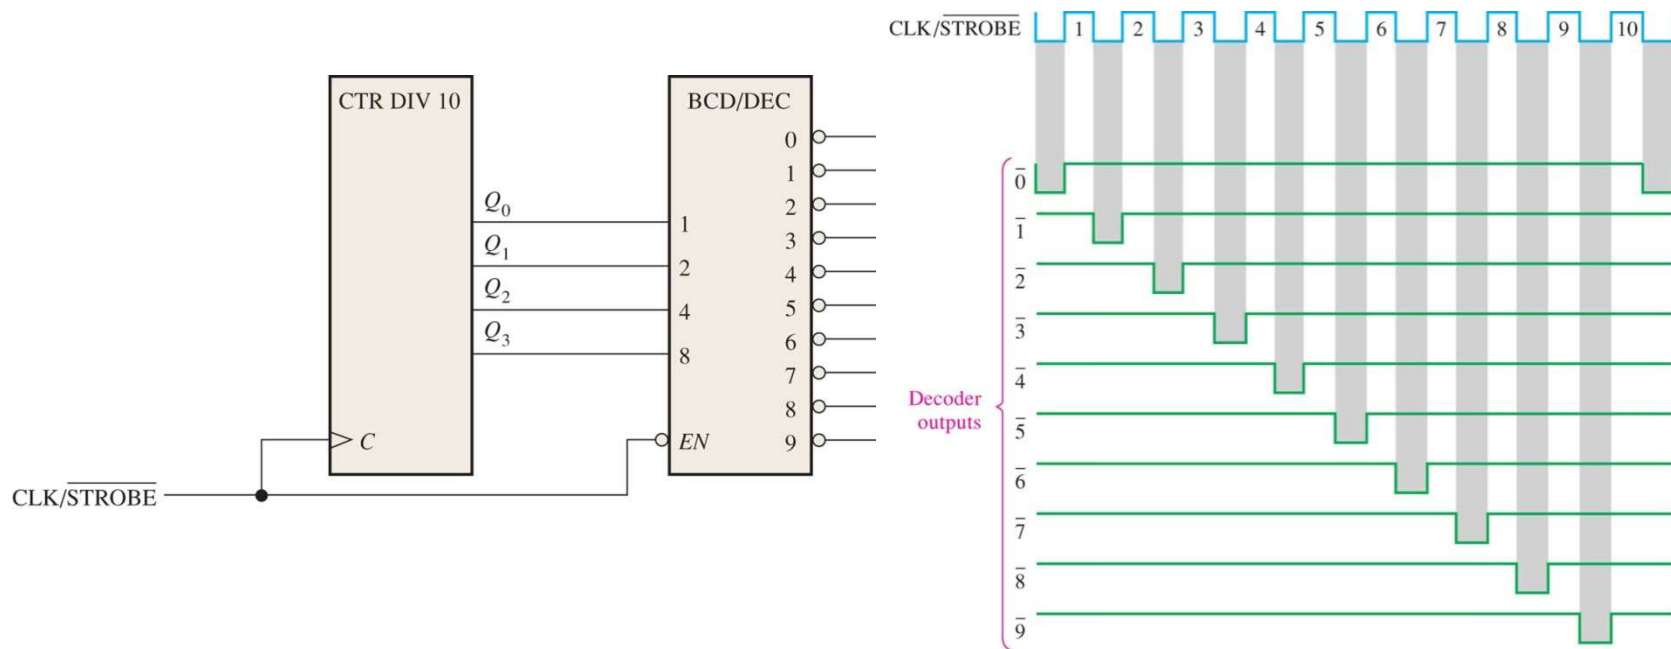 CTR DIV 10
BCD/DEC
0
1
2
3
4
5
6
7
8
9
Q0
Q1
Q2
Q3
1
2
4
8
C
EN
CLK/S̅T̅R̅O̅B̅E̅
CLK/S̅T̅R̅O̅B̅E̅ 1 2 3 4 5 6 7 8 9 10
0̅
1̅
2̅
3̅
4̅
5̅
6̅
7̅
8̅
9̅
Decoder
outputs